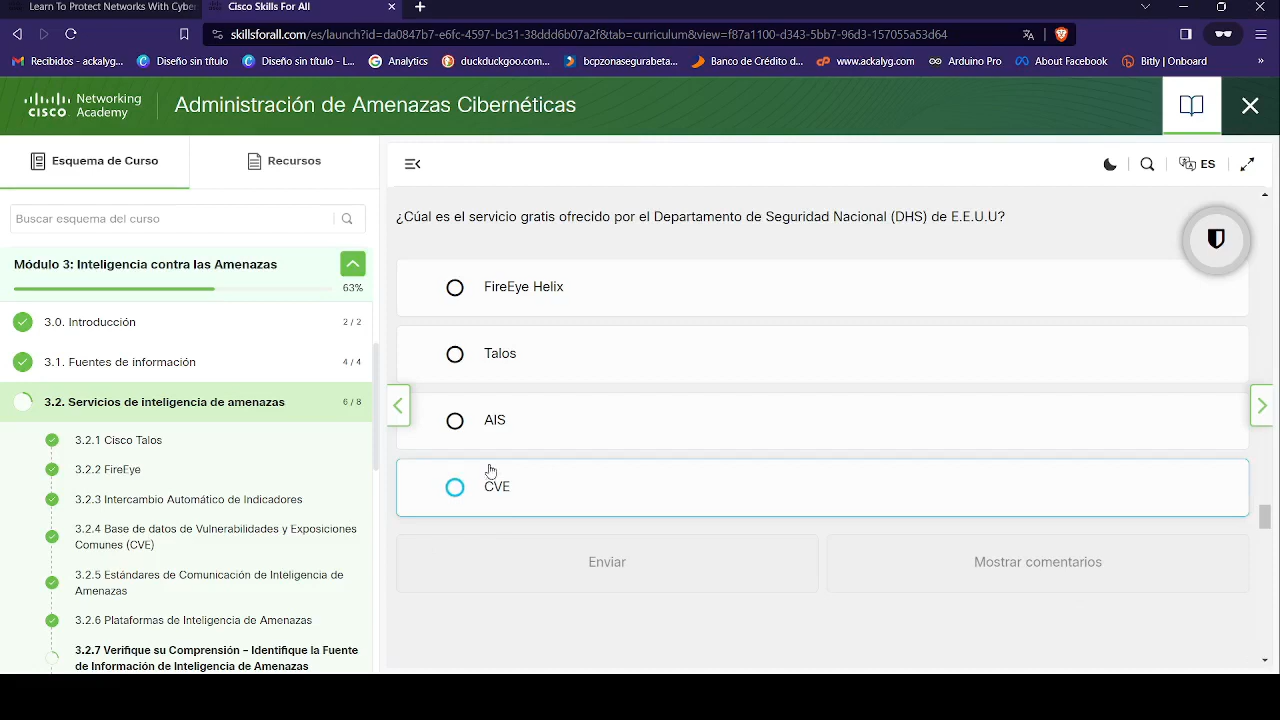 Learn To Protect Networks With Cyber
Cisco Skills For All
skillsforall.com/es/launch?id=da0847b7-e6fc-4597-bc31-38ddd6b07a2f&tab=curriculum&view=f87a1100-d343-5bb7-96d3-157055a53d64
Recibidos - ackalyg...
Diseño sin título
Diseño sin título - L...
Analytics
duckduckgoo.com...
bcpzonasegurabeta...
Banco de Crédito d...
www.ackalyg.com
Arduino Pro
About Facebook
Bitly | Onboard
»
cisco
Networking
Academy
Administración de Amenazas Cibernéticas
Esquema de Curso
Recursos
ES
Buscar esquema del curso
Módulo 3: Inteligencia contra las Amenazas
63%
3.0. Introducción
2 / 2
3.1. Fuentes de información
4 / 4
3.2. Servicios de inteligencia de amenazas
6 / 8
3.2.1 Cisco Talos
3.2.2 FireEye
3.2.3 Intercambio Automático de Indicadores
3.2.4 Base de datos de Vulnerabilidades y Exposiciones
Comunes (CVE)
3.2.5 Estándares de Comunicación de Inteligencia de
Amenazas
3.2.6 Plataformas de Inteligencia de Amenazas
3.2.7 Verifique su Comprensión - Identifique la Fuente
de Información de Inteligencia de Amenazas
¿Cúal es el servicio gratis ofrecido por el Departamento de Seguridad Nacional (DHS) de E.E.U.U?
FireEye Helix
Talos
AIS
CVE
Enviar
Mostrar comentarios